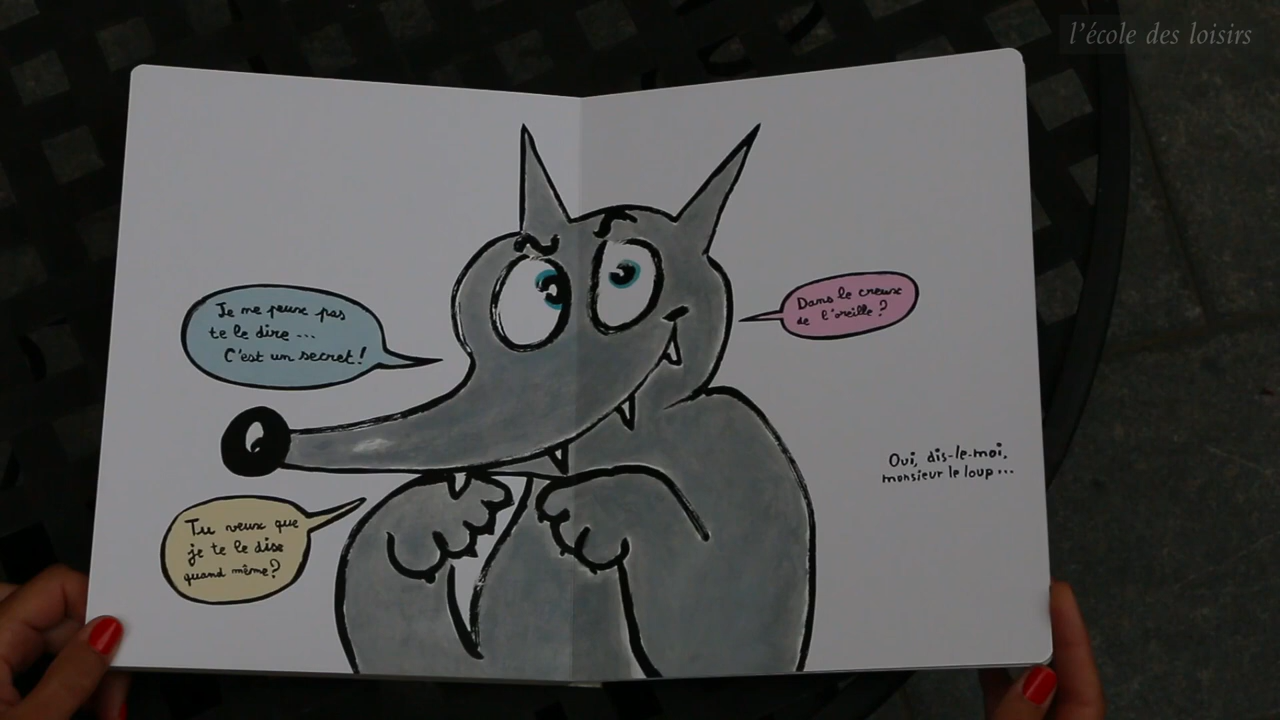 l'école des loisirs
Je ne peux pas
te le dire...
C'est un secret!
Tu veux que
je te le dise
quand même?
Dans le creux
de l'oreille?
Oui, dis-le-moi,
monsieur le loup...